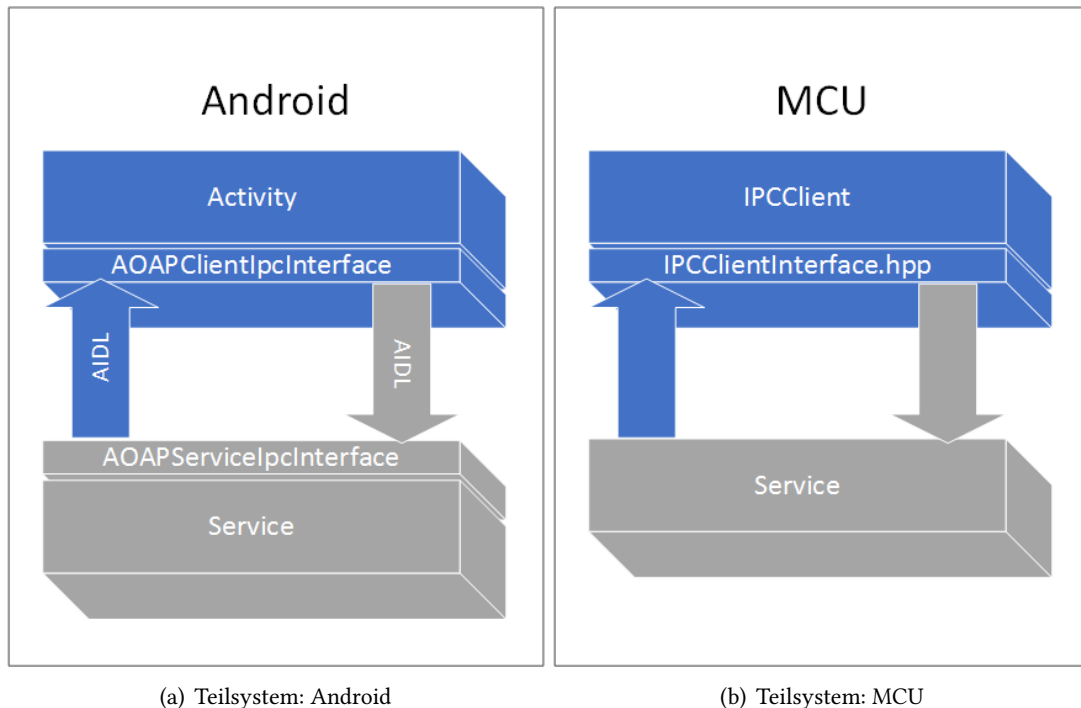 Android
Activity
AOAPClientIpcInterface
AIDL
AIDL
AOAPServiceIpcInterface
Service
(a) Teilsystem: Android
MCU
IPCClient
IPCClientInterface.hpp
Service
(b) Teilsystem: MCU